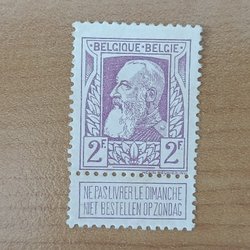 BELGIQUE-BELGIË
2F. 2F.
NE PAS LIVRER LE DIMANCHE
NIET BESTELLEN OP ZONDAG